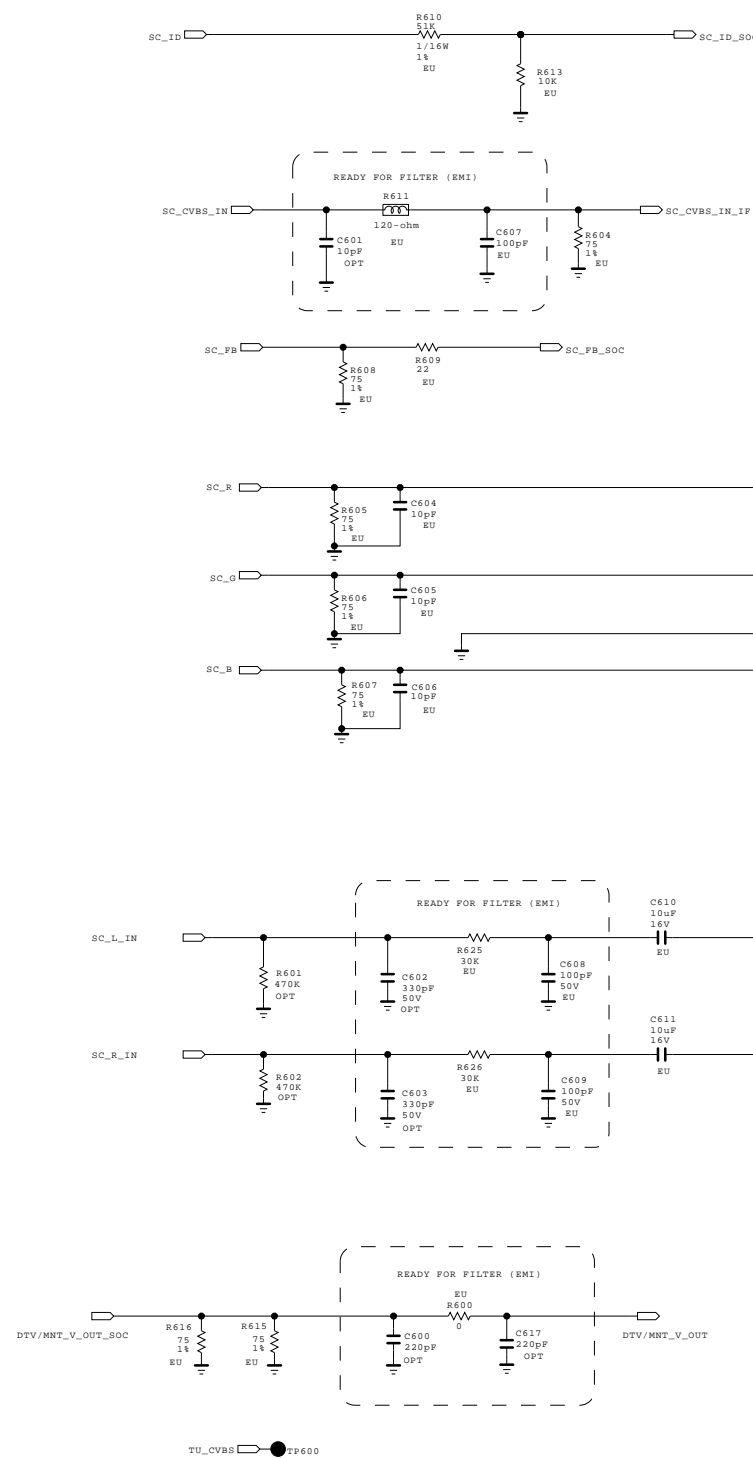 R610
51K
SC_ID
SC_ID_SOC
1/16W
1%
EU
R613
10K
EU
READY FOR FILTER (EMI)
R611
SC_CVBS_IN
SC_CVBS_IN_IF
120-ohm
EU
C601
10pF
OPT
C607
100pF
EU
R604
75
1%
EU
SC_FB
SC_FB_SOC
R609
22
EU
R608
75
1%
EU
SC_R
R605
75
1%
EU
C604
10pF
EU
SC_G
R606
75
1%
EU
C605
10pF
EU
SC_B
R607
75
1%
EU
C606
10pF
EU
READY FOR FILTER (EMI)
C610
10uF
16V
EU
SC_L_IN
R625
30K
EU
R601
470K
OPT
C602
330pF
50V
OPT
C608
100pF
50V
EU
C611
10uF
16V
EU
SC_R_IN
R626
30K
EU
R602
470K
OPT
C603
330pF
50V
OPT
C609
100pF
50V
EU
READY FOR FILTER (EMI)
EU
R600
0
DTV/MNT_V_OUT_SOC
R616
75
1%
EU
R615
75
1%
EU
C600
220pF
OPT
C617
220pF
OPT
DTV/MNT_V_OUT
TU_CVBS
TP600